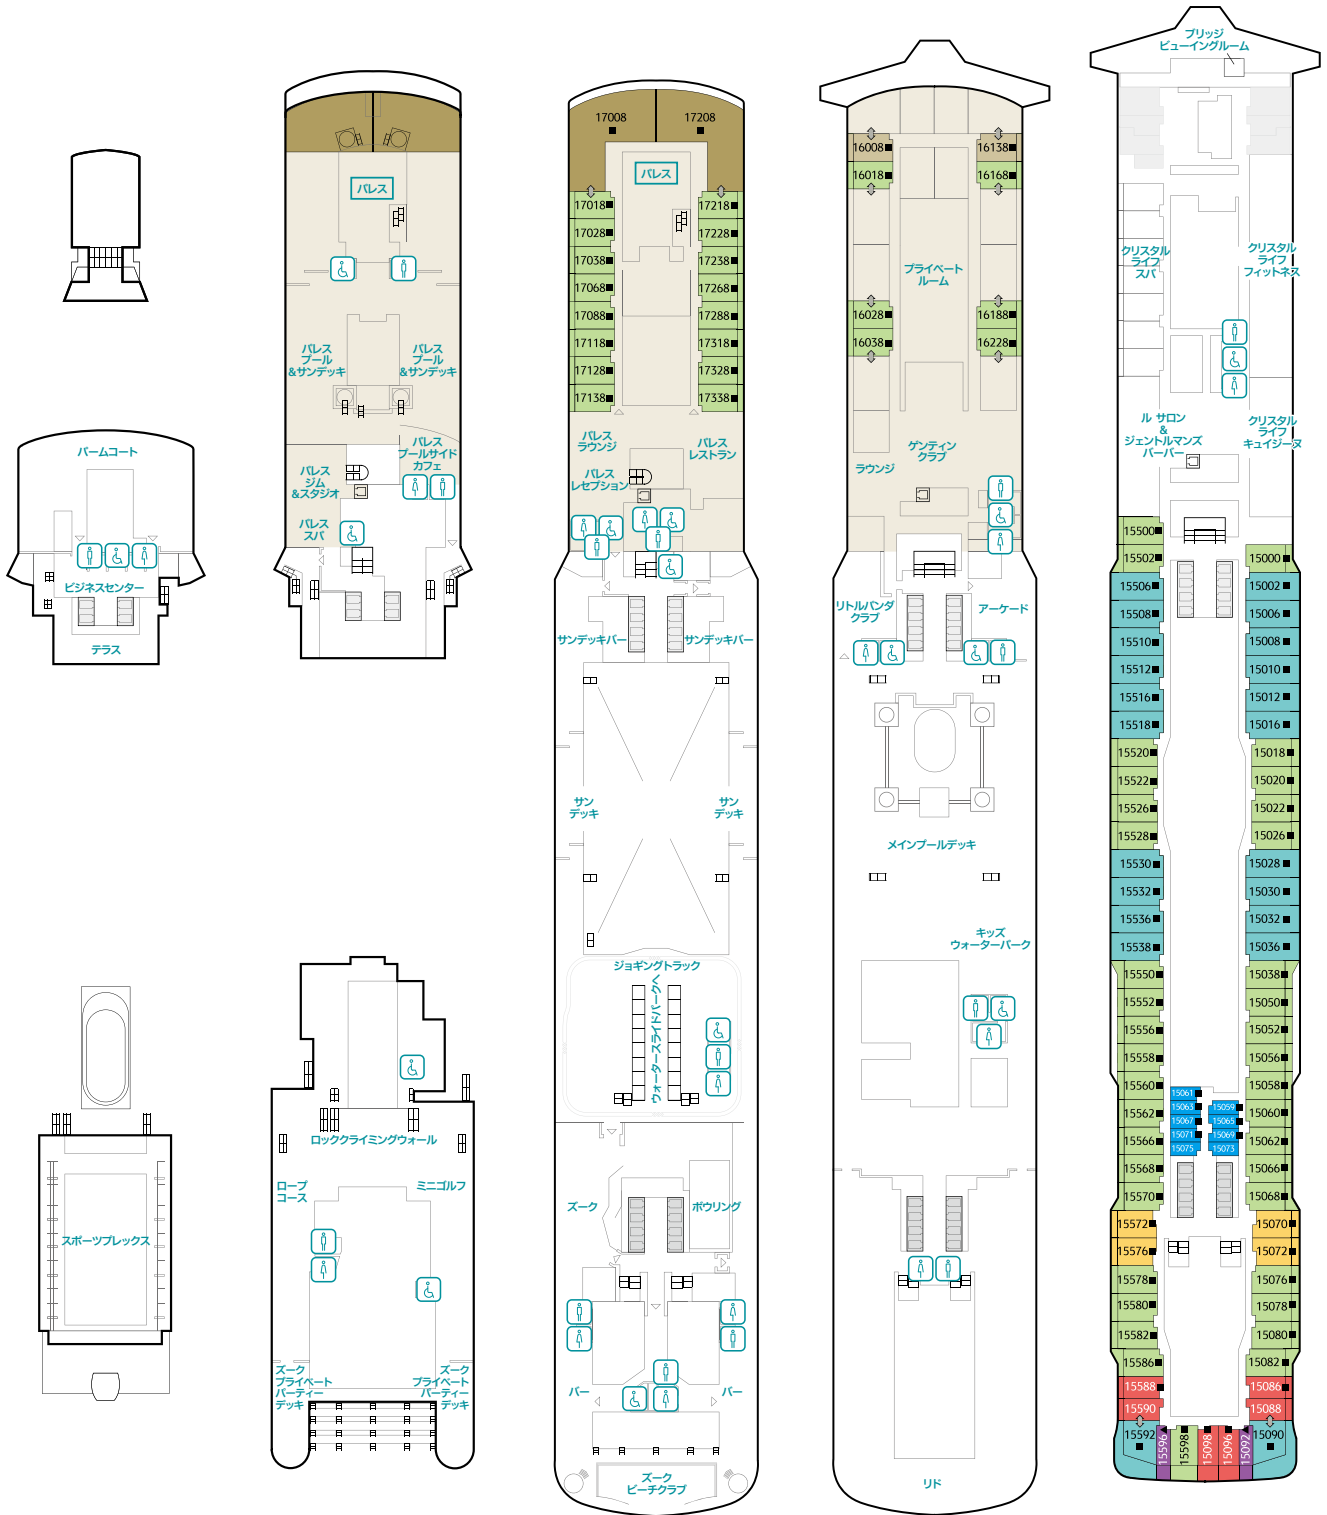 パームコート
ビジネスセンター
テラス
スポーツプレックス
パレス
パレス
プール
&サンデッキ
パレス
プール
&サンデッキ
パレス
プールサイド
カフェ
パレス
ジム
&スタジオ
パレス
スパ
ロッククライミングウォール
ロープ
コース
ミニゴルフ
ズーク
プライベート
パーティー
デッキ
ズーク
プライベート
パーティー
デッキ
17008
17208
パレス
17018
17218
17028
17228
17038
17238
17068
17268
17088
17288
17118
17318
17128
17328
17138
17338
パレス
ラウンジ
パレス
レストラン
パレス
レセプション
サンデッキバー
サンデッキバー
サン
デッキ
サン
デッキ
ジョギングトラック
ウォータースライドパークへ
ズーク
ボウリング
バー
バー
ズーク
ビーチクラブ
16008
16138
16018
16168
プライベート
ルーム
16028
16188
16038
16228
ゲンティン
クラブ
ラウンジ
リトルパンダ
クラブ
アーケード
メインプールデッキ
キッズ
ウォーターパーク
リド
ブリッジ
ビューイングルーム
クリスタル
ライフ
スパ
クリスタル
ライフ
フィットネス
ル サロン
&
ジェントルマンズ
バーバー
クリスタル
ライフ
キュイジーヌ
15500
15502
15000
15506
15002
15508
15006
15510
15008
15512
15010
15516
15012
15518
15016
15520
15018
15522
15020
15526
15022
15528
15026
15530
15028
15532
15030
15536
15032
15538
15036
15550
15038
15552
15050
15556
15052
15558
15056
15560
15058
15061
15063
15059
15067
15065
15071
15069
15075
15073
15562
15060
15566
15062
15568
15066
15570
15068
15572
15070
15576
15072
15578
15076
15580
15078
15582
15080
15586
15082
15588
15086
15590
15088
15592
15596
15598
15098
15096
15092
15090